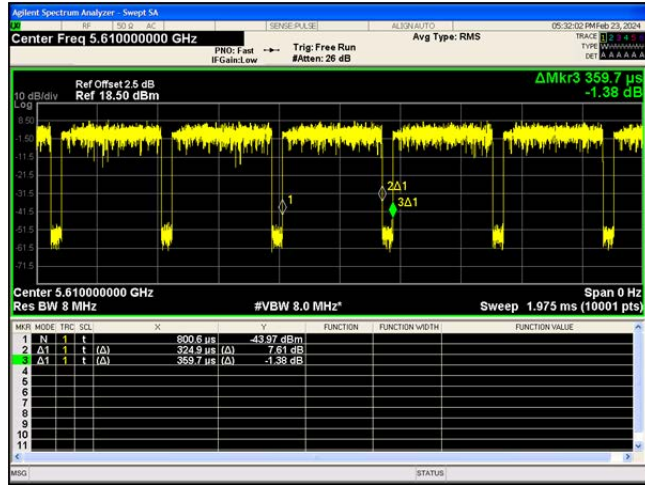 Agilent Spectrum Analyzer - Swept SA
RF 50 Ω AC SENSE:PULSE ALIGNAUTO 05:32:02 PM Feb 23, 2024
Center Freq 5.610000000 GHz Avg Type: RMS TRACE 1 2 3 4 5 6
PNO: Fast Trig: Free Run TYPE
IFGain:Low #Atten: 26 dB DET A A A A A A
ΔMkr3 359.7 µs
-1.38 dB
Ref Offset 2.5 dB
10 dB/div Ref 18.50 dBm
Log
8.50
-1.50
-11.5
-21.5
-31.5
-41.5
-51.5
-61.5
-71.5
1
2Δ1
3Δ1
Center 5.610000000 GHz Span 0 Hz
Res BW 8 MHz #VBW 8.0 MHz* Sweep 1.975 ms (10001 pts)
MKR MODE TRC SCL X Y FUNCTION FUNCTION WIDTH FUNCTION VALUE
1 N 1 t 800.6 µs -43.97 dBm
2 Δ1 1 t (Δ) 324.9 µs (Δ) 7.61 dB
3 Δ1 1 t (Δ) 359.7 µs (Δ) -1.38 dB
4
5
6
7
8
9
10
11
MSG STATUS